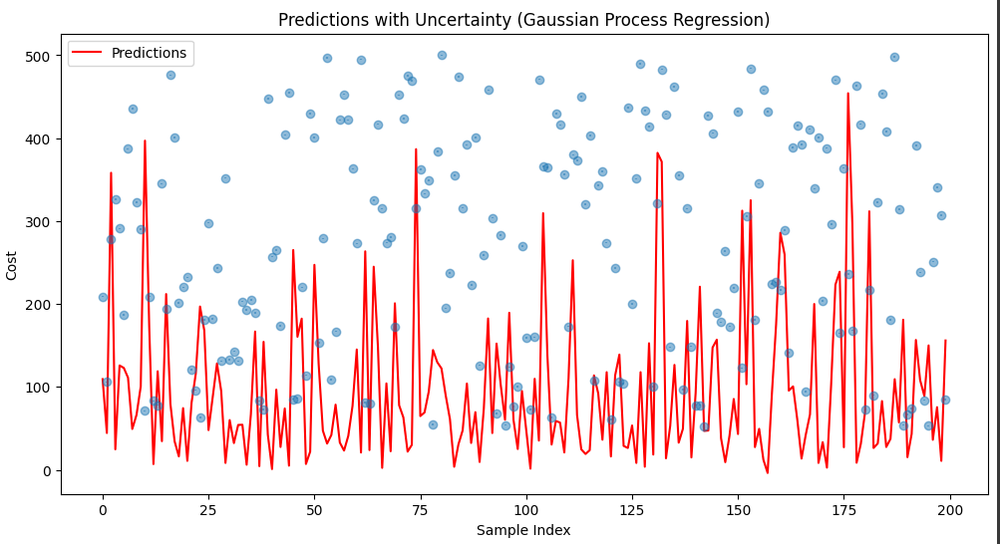 Predictions with Uncertainty (Gaussian Process Regression)
Predictions
500
400
300
200
100
0
Cost
0 25 50 75 100 125 150 175 200
Sample Index